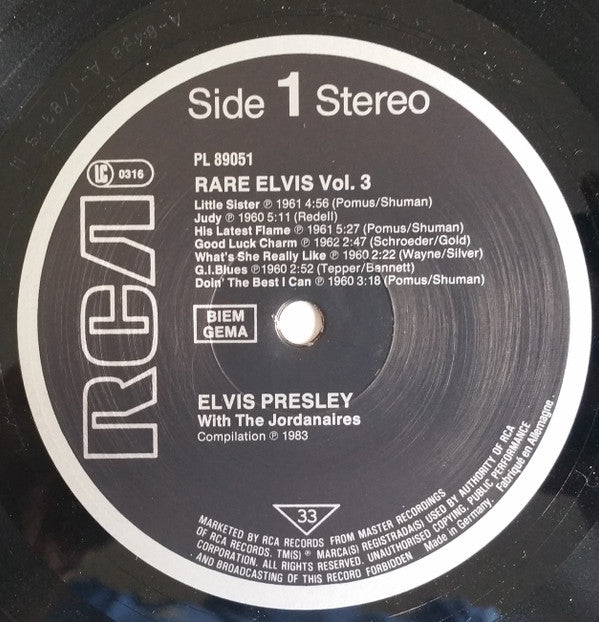 Side 1 Stereo
PL 89051
LC 0316
RARE ELVIS Vol. 3
Little Sister ℗ 1961 4:56 (Pomus/Shuman)
Judy ℗ 1960 5:11 (Redell)
His Latest Flame ℗ 1961 5:27 (Pomus/Shuman)
Good Luck Charm ℗ 1962 2:47 (Schroeder/Gold)
What's She Really Like ℗ 1960 2:22 (Wayne/Silver)
G.I.Blues ℗ 1960 2:52 (Tepper/Bannett)
Doin' The Best I Can ℗ 1960 3:18 (Pomus/Shuman)
RCA
BIEM
GEMA
ELVIS PRESLEY
With The Jordanaires
Compilation ℗ 1983
33
MARKETED BY RCA RECORDS FROM MASTER RECORDINGS
OF RCA RECORDS. TM(S) ® MARCA(S) REGISTRADA(S) USED BY AUTHORITY OF RCA
CORPORATION. ALL RIGHTS RESERVED. UNAUTHORISED COPYING, PUBLIC PERFORMANCE
AND BROADCASTING OF THIS RECORD FORBIDDEN Made in Germany. Fabriqué en Allemagne